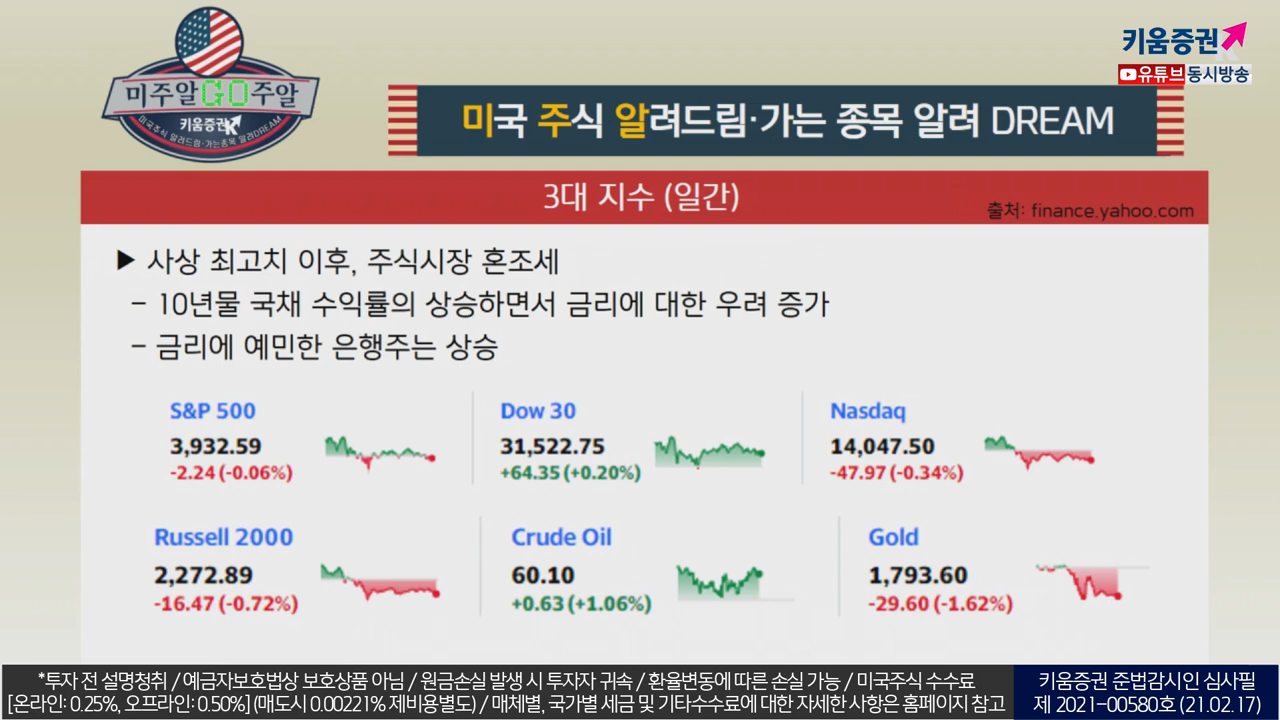 미주알GO주알
키움증권
미국주식 알려드림·가는종목 알려DREAM
미국 주식 알려드림·가는 종목 알려 DREAM
키움증권
유튜브동시방송
3대 지수 (일간)
출처: finance.yahoo.com
▶ 사상 최고치 이후, 주식시장 혼조세
– 10년물 국채 수익률의 상승하면서 금리에 대한 우려 증가
– 금리에 예민한 은행주는 상승
S&P 500
3,932.59
-2.24 (-0.06%)
Dow 30
31,522.75
+64.35 (+0.20%)
Nasdaq
14,047.50
-47.97 (-0.34%)
Russell 2000
2,272.89
-16.47 (-0.72%)
Crude Oil
60.10
+0.63 (+1.06%)
Gold
1,793.60
-29.60 (-1.62%)
*투자 전 설명청취 / 예금자보호법상 보호상품 아님 / 원금손실 발생 시 투자자 귀속 / 환율변동에 따른 손실 가능 / 미국주식 수수료
[온라인: 0.25%, 오프라인: 0.50%] (매도시 0.00221% 제비용별도) / 매체별, 국가별 세금 및 기타수수료에 대한 자세한 사항은 홈페이지 참고
키움증권 준법감시인 심사필
제 2021-00580호 (21.02.17)